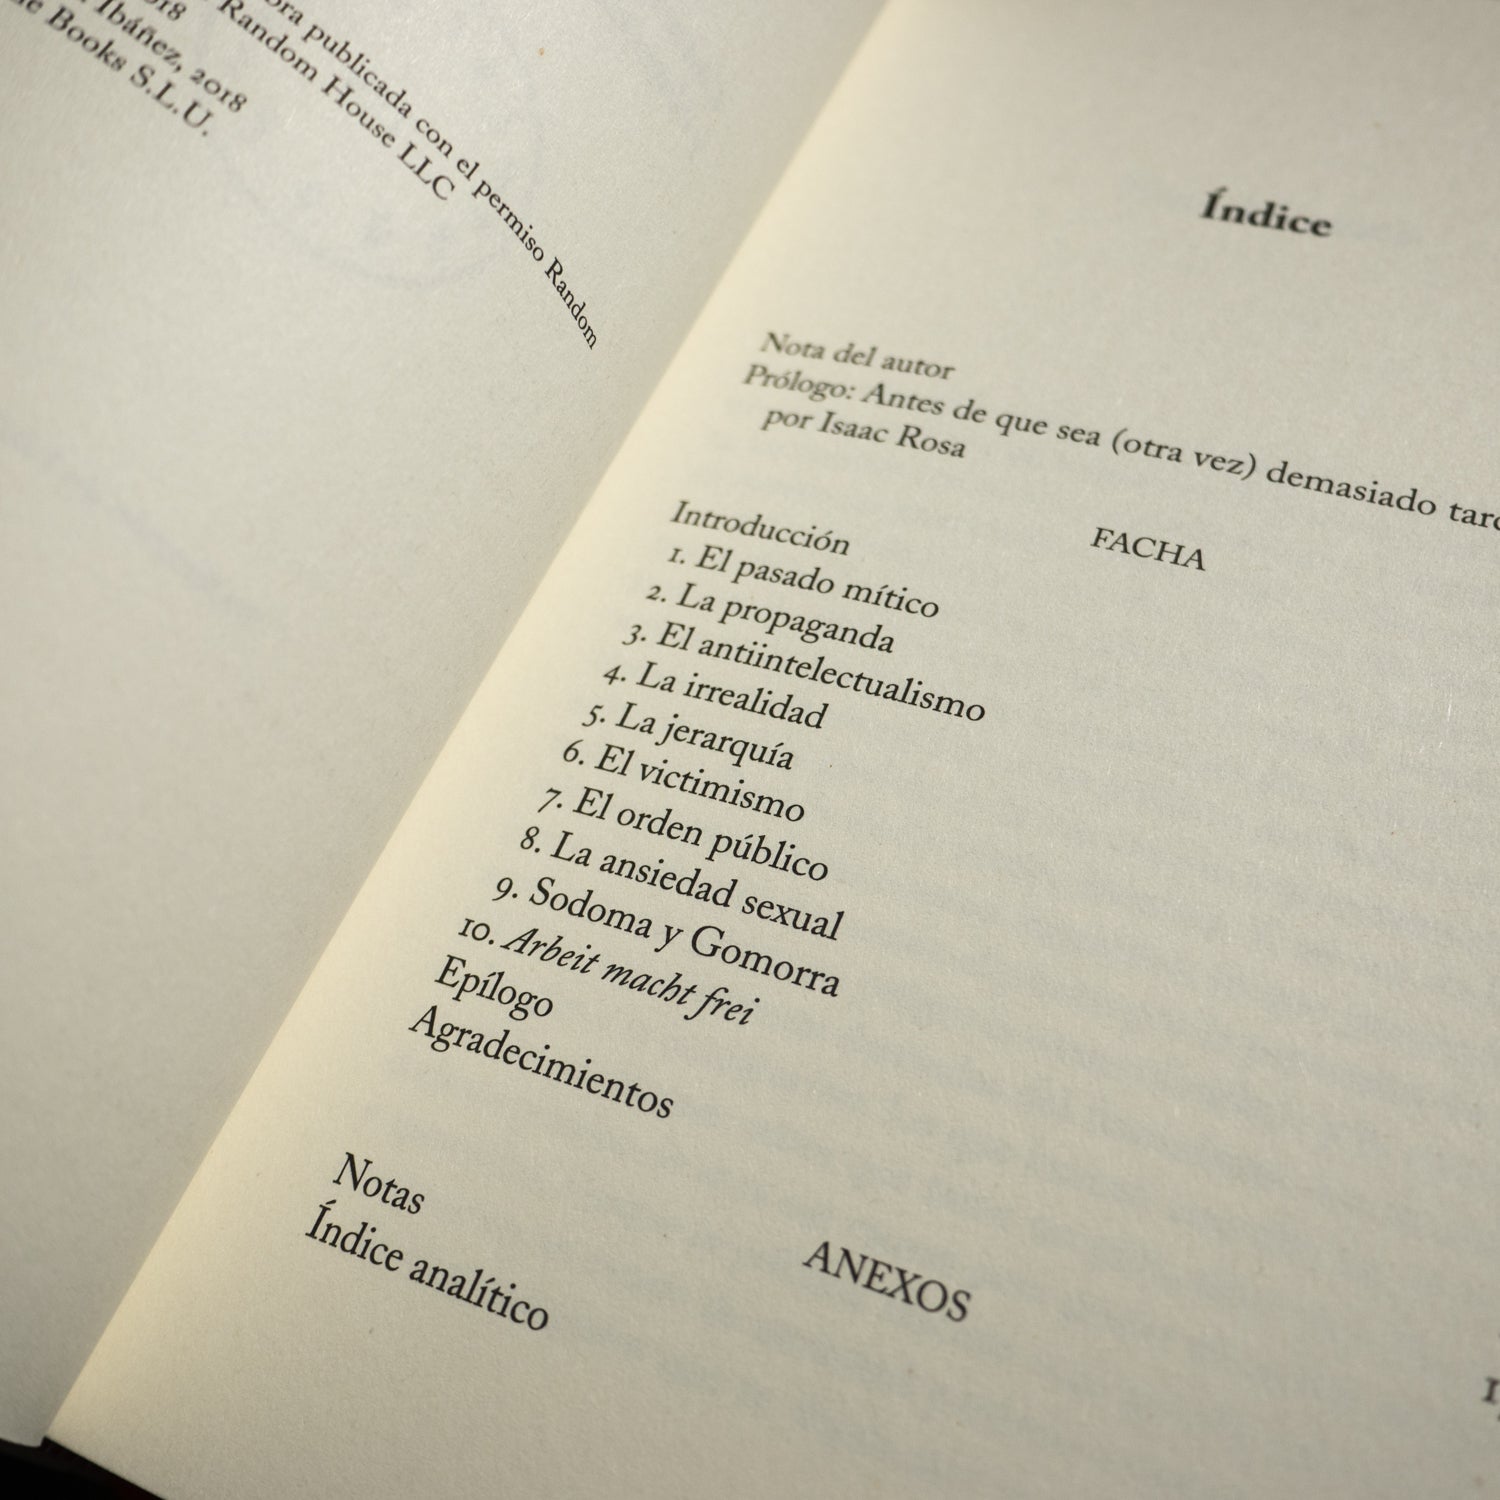 018
Ibáñez, 2018
Books S.L.U.
publicada con el permiso Random
Random House LLC
Índice
Nota del autor
Prólogo: Antes de que sea (otra vez) demasiado
por Isaac Rosa
FACHA
Introducción
1. El pasado mítico
2. La propaganda
3. El antiintelectualismo
4. La irrealidad
5. La jerarquía
6. El victimismo
7. El orden público
8. La ansiedad sexual
9. Sodoma y Gomorra
10. Arbeit macht frei
Epílogo
Agradecimientos
ANEXOS
Notas
Índice analítico